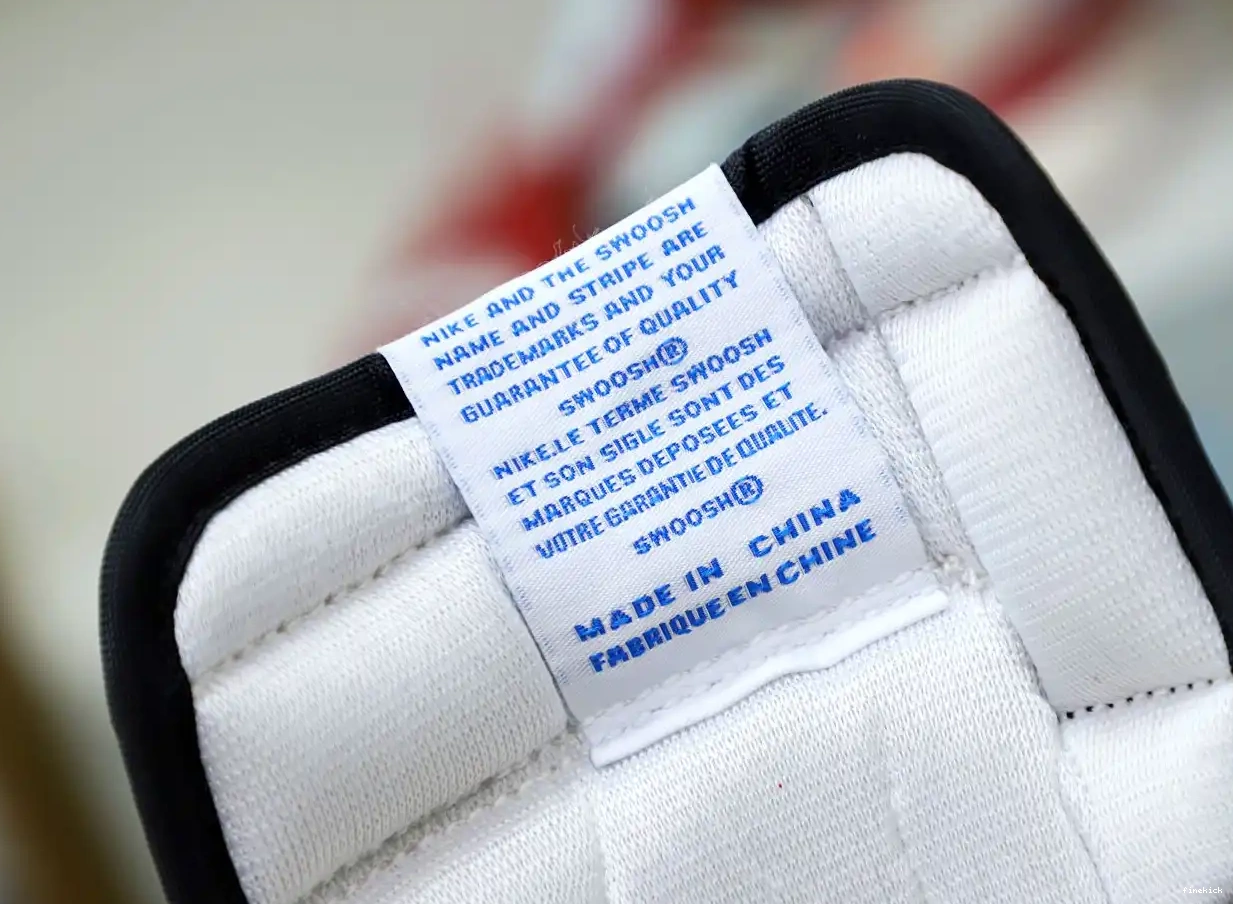 NIKE AND THE SWOOSH
NAME AND STRIPE ARE
TRADEMARKS AND YOUR
GUARANTEE OF QUALITY
SWOOSH®
NIKE.LE TERME SWOOSH
ET SON SIGLE SONT DES
MARQUES DEPOSEES ET
VOTRE GARANTIE DE QUALITE.
SWOOSH®
MADE IN CHINA
FABRIQUE EN CHINE
finekick